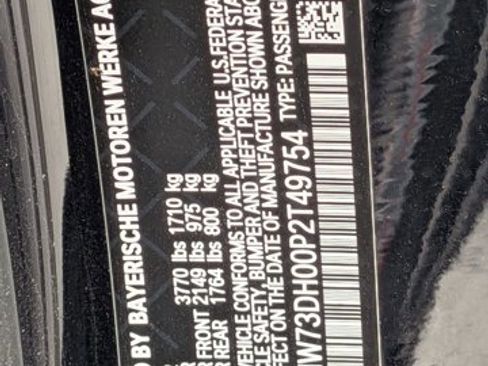 D BY BAYERISCHE MOTOREN WERKE AG
3770 lbs 1710 kg
FRONT 2149 lbs 975 kg
REAR 1764 lbs 800 kg
VEHICLE CONFORMS TO ALL APPLICABLE U.S. FEDERA
CLE SAFETY, BUMPER AND THEFT PREVENTION STA
FFECT ON THE DATE OF MANUFACTURE SHOWN ABO
W73DH00P2T49754 TYPE: PASSENG